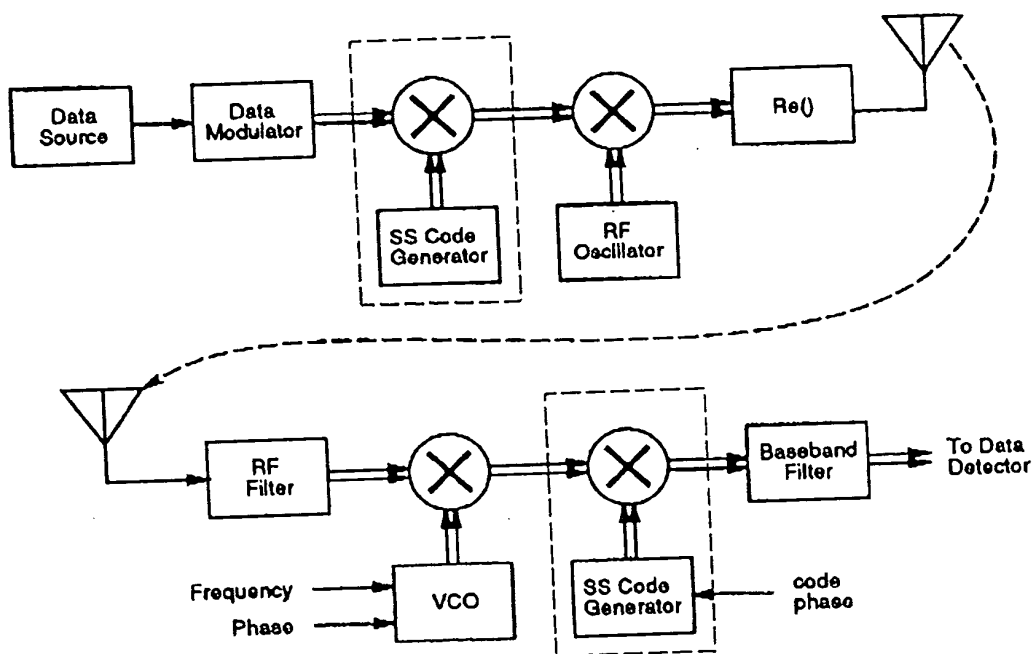 Data
Source
Data
Modulator
SS Code
Generator
RF
Oscillator
Re()
RF
Filter
Frequency
Phase
VCO
SS Code
Generator
code
phase
Baseband
Filter
To Data
Detector